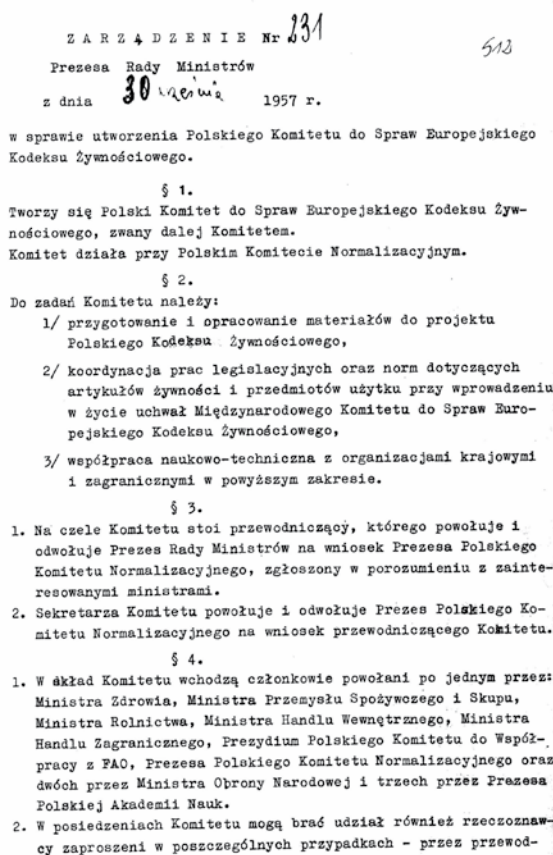 ZARZĄDZENIE Nr 231
512
Prezesa Rady Ministrów
z dnia 30 września 1957 r.
w sprawie utworzenia Polskiego Komitetu do Spraw Europejskiego
Kodeksu Żywnościowego.
§ 1.
Tworzy się Polski Komitet do Spraw Europejskiego Kodeksu Żyw-
nościowego, zwany dalej Komitetem.
Komitet działa przy Polskim Komitecie Normalizacyjnym.
§ 2.
Do zadań Komitetu należy:
1/ przygotowanie i opracowanie materiałów do projektu
Polskiego Kodeksu Żywnościowego,
2/ koordynacja prac legislacyjnych oraz norm dotyczących
artykułów żywności i przedmiotów użytku przy wprowadzeniu
w życie uchwał Międzynarodowego Komitetu do Spraw Euro-
pejskiego Kodeksu Żywnościowego,
3/ współpraca naukowo-techniczna z organizacjami krajowymi
i zagranicznymi w powyższym zakresie.
§ 3.
1. Na czele Komitetu stoi przewodniczący, którego powołuje i
odwołuje Prezes Rady Ministrów na wniosek Prezesa Polskiego
Komitetu Normalizacyjnego, zgłoszony w porozumieniu z zainte-
resowanymi ministrami.
2. Sekretarza Komitetu powołuje i odwołuje Prezes Polskiego Ko-
mitetu Normalizacyjnego na wniosek przewodniczącego Komitetu.
§ 4.
1. W skład Komitetu wchodzą członkowie powołani po jednym przez:
Ministra Zdrowia, Ministra Przemysłu Spożywczego i Skupu,
Ministra Rolnictwa, Ministra Handlu Wewnętrznego, Ministra
Handlu Zagranicznego, Prezydium Polskiego Komitetu do Współ-
pracy z FAO, Prezesa Polskiego Komitetu Normalizacyjnego oraz
dwóch przez Ministra Obrony Narodowej i trzech przez Prezesa
Polskiej Akademii Nauk.
2. W posiedzeniach Komitetu mogą brać udział również rzeczoznaw-
cy zaproszeni w poszczególnych przypadkach - przez przewod-